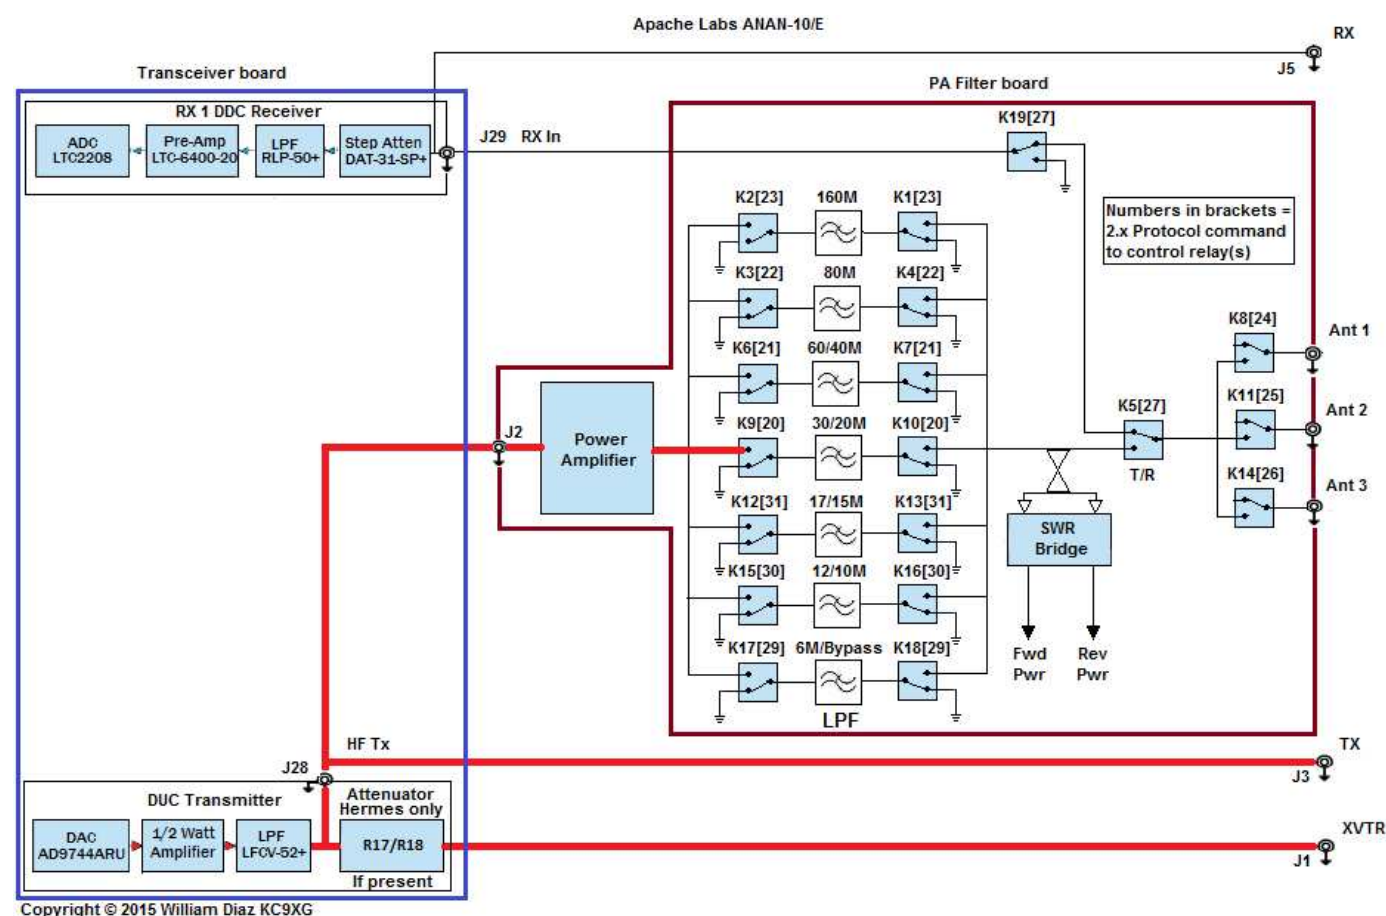 Apache Labs ANAN-10/E
RX
J5
Transceiver board
PA Filter board
RX 1 DDC Receiver
ADC
LTC2208
Pre-Amp
LTC-6400-20
LPF
RLP-50+
Step Atten
DAT-31-SP+
J29 RX In
K19[27]
K2[23]
160M
K1[23]
Numbers in brackets =
2.x Protocol command
to control relay(s)
K3[22]
80M
K4[22]
K8[24]
Ant 1
K6[21]
60/40M
K7[21]
K11[25]
Ant 2
K5[27]
T/R
J2
Power
Amplifier
K9[20]
30/20M
K10[20]
K14[26]
Ant 3
K12[31]
17/15M
K13[31]
SWR
Bridge
K15[30]
12/10M
K16[30]
K17[29]
6M/Bypass
K18[29]
Fwd
Pwr
Rev
Pwr
LPF
HF Tx
TX
J3
J28
DUC Transmitter
Attenuator
Hermes only
DAC
AD9744ARU
1/2 Watt
Amplifier
LPF
LFCV-52+
R17/R18
If present
XVTR
J1
Copyright © 2015 William Diaz KC9XG